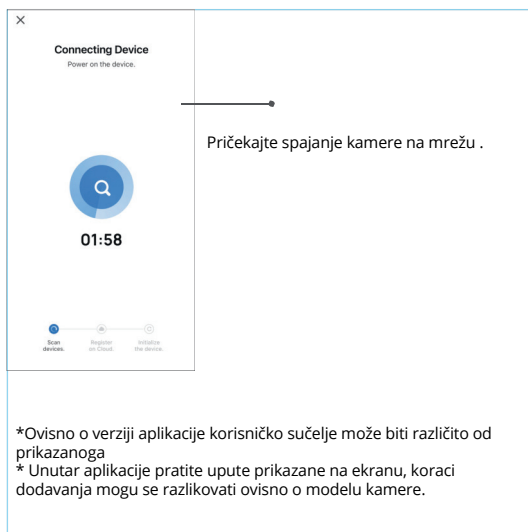 Connecting Device
Power on the device.
Pričekajte spajanje kamere na mrežu .
01:58
Scan
devices.
Register
on Cloud.
Initialize
the device.
*Ovisno o verziji aplikacije korisničko sučelje može biti različito od
prikazanoga
* Unutar aplikacije pratite upute prikazane na ekranu, koraci
dodavanja mogu se razlikovati ovisno o modelu kamere.